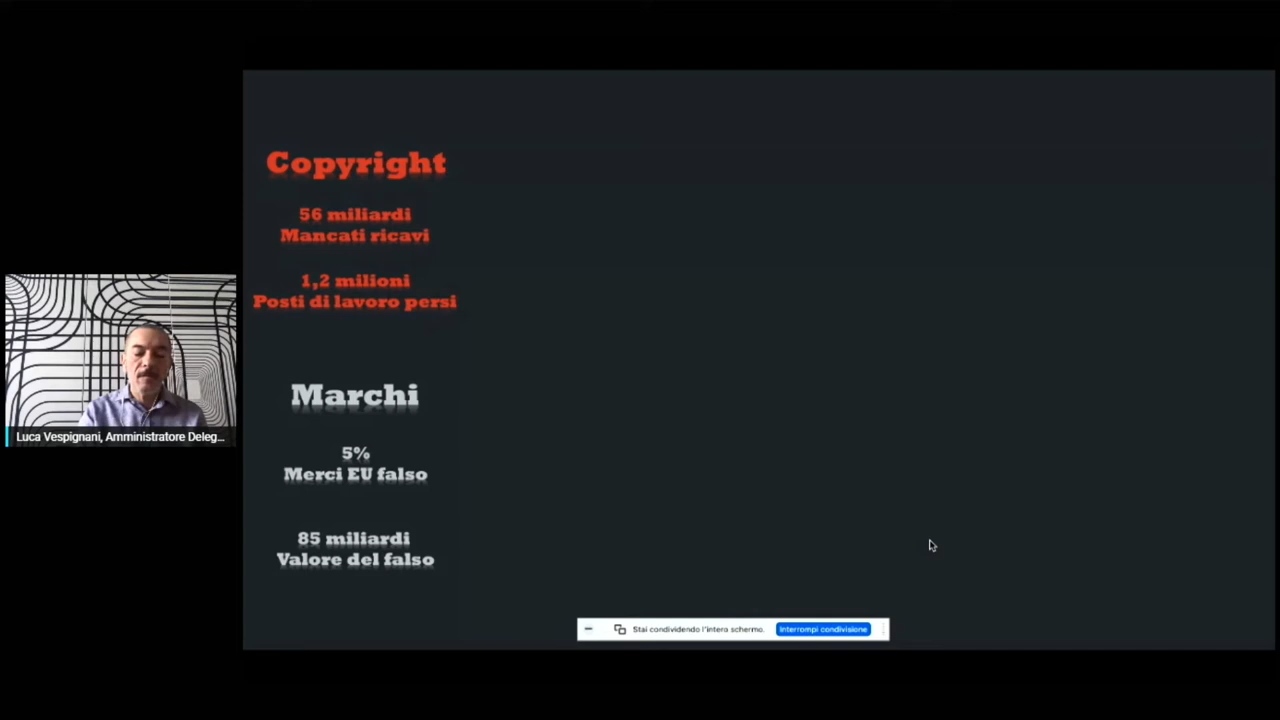 Copyright
56 miliardi
Mancati ricavi
1,2 milioni
Posti di lavoro persi
Marchi
5%
Merci EU falso
85 miliardi
Valore del falso
Luca Vespignani, Amministratore Deleg...
Stai condividendo l'intera schermo. Interrompi condivisione